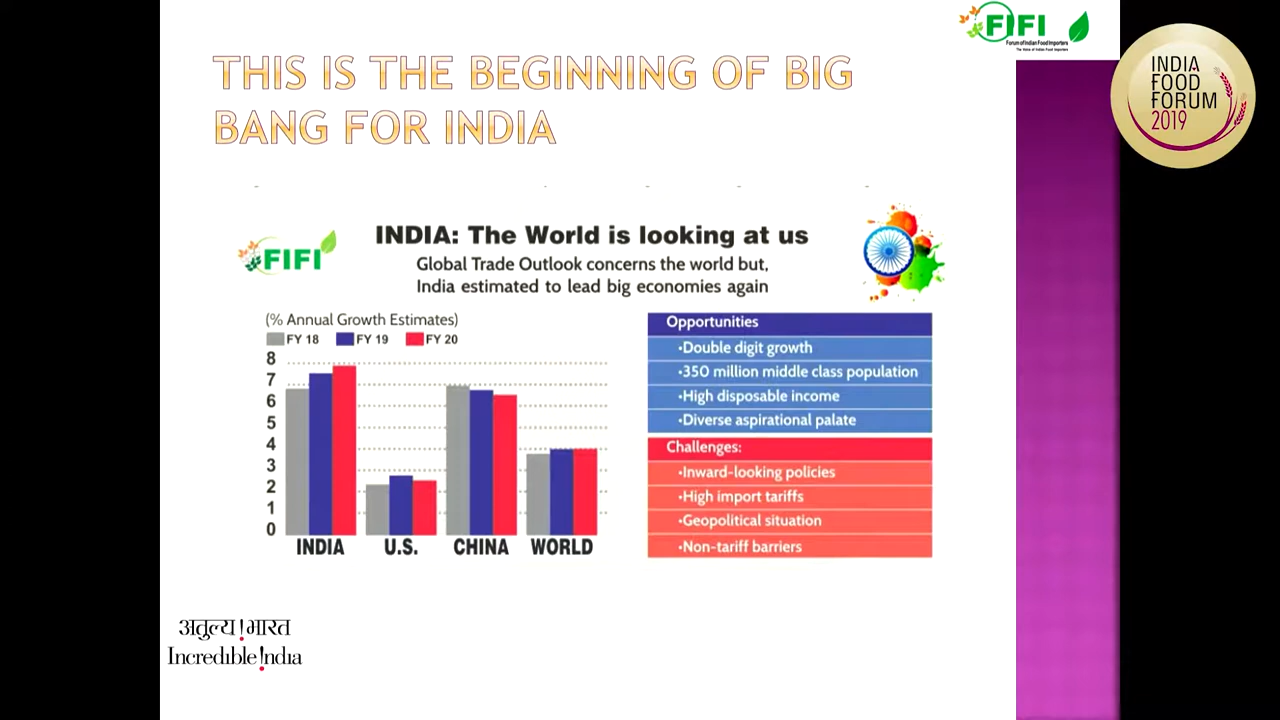 FIFI
Forum of Indian Food Importers
The Voice of Indian Food Importers
INDIA
FOOD
FORUM
2019
THIS IS THE BEGINNING OF BIG
BANG FOR INDIA
FIFI
INDIA: The World is looking at us
Global Trade Outlook concerns the world but,
India estimated to lead big economies again
(% Annual Growth Estimates)
FY 18 FY 19 FY 20
8
7
6
5
4
3
2
1
0
INDIA U.S. CHINA WORLD
Opportunities
•Double digit growth
•350 million middle class population
•High disposable income
•Diverse aspirational palate
Challenges:
•Inward-looking policies
•High import tariffs
•Geopolitical situation
•Non-tariff barriers
अतुल्य!भारत
Incredible!ndia